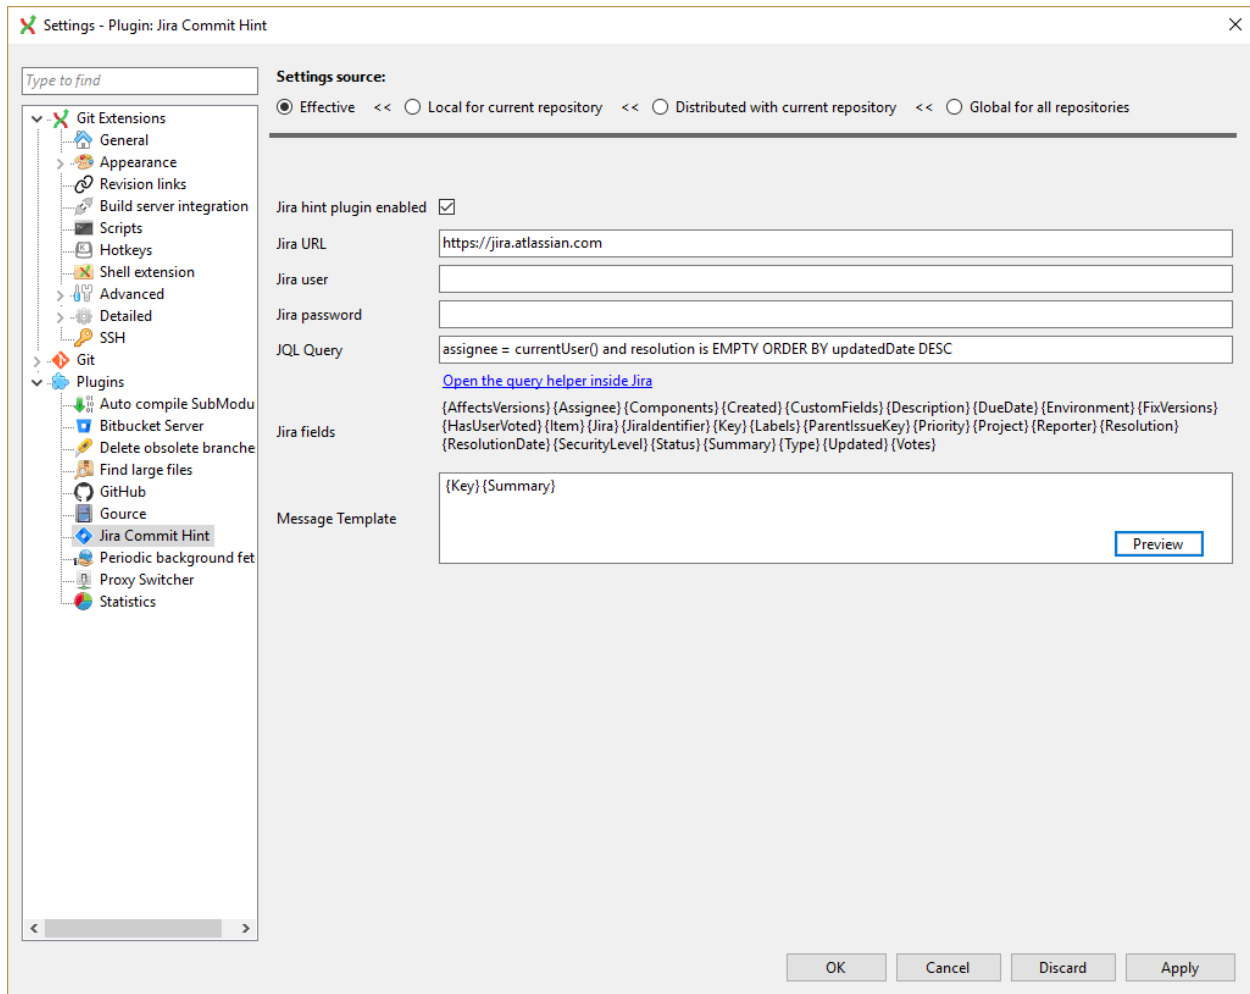 Settings - Plugin: Jira Commit Hint
Type to find
Git Extensions
General
Appearance
Revision links
Build server integration
Scripts
Hotkeys
Shell extension
Advanced
Detailed
SSH
Git
Plugins
Auto compile SubModu
Bitbucket Server
Delete obsolete branche
Find large files
GitHub
Gource
Jira Commit Hint
Periodic background fet
Proxy Switcher
Statistics
Settings source:
Effective << Local for current repository << Distributed with current repository << Global for all repositories
Jira hint plugin enabled
Jira URL https://jira.atlassian.com
Jira user
Jira password
JQL Query assignee = currentUser() and resolution is EMPTY ORDER BY updatedDate DESC
Open the query helper inside Jira
Jira fields
{AffectsVersions} {Assignee} {Components} {Created} {CustomFields} {Description} {DueDate} {Environment} {FixVersions}
{HasUserVoted} {Item} {Jira} {JiraIdentifier} {Key} {Labels} {ParentIssueKey} {Priority} {Project} {Reporter} {Resolution}
{ResolutionDate} {SecurityLevel} {Status} {Summary} {Type} {Updated} {Votes}
Message Template
{Key} {Summary}
Preview
OK Cancel Discard Apply